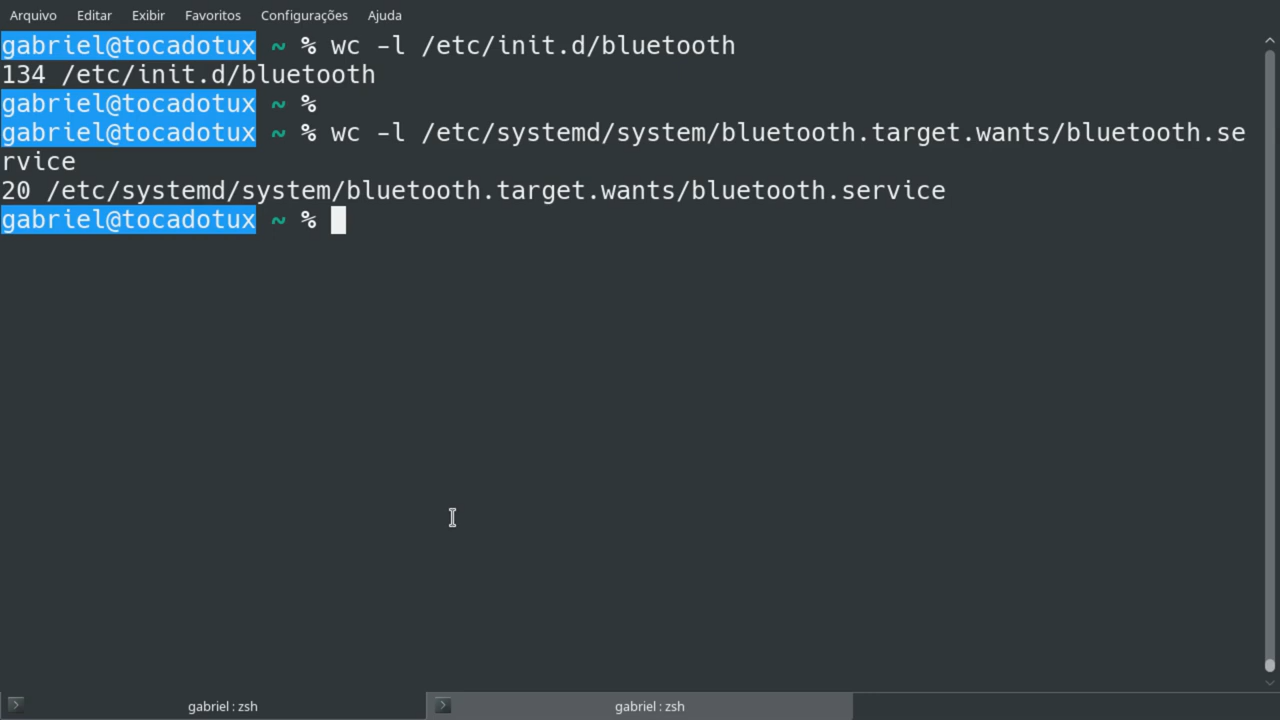 Arquivo Editar Exibir Favoritos Configurações Ajuda
gabriel@tocadotux ~ % wc -l /etc/init.d/bluetooth
134 /etc/init.d/bluetooth
gabriel@tocadotux ~ %
gabriel@tocadotux ~ % wc -l /etc/systemd/system/bluetooth.target.wants/bluetooth.se
rvice
20 /etc/systemd/system/bluetooth.target.wants/bluetooth.service
gabriel@tocadotux ~ %
gabriel : zsh gabriel : zsh